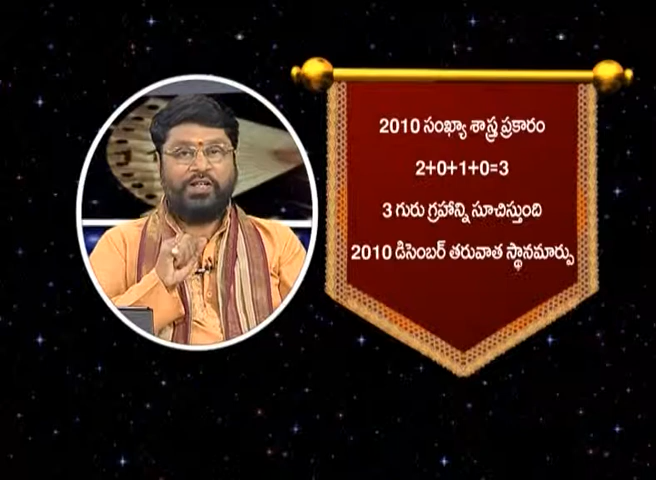 2010 సంఖ్యా శాస్త్ర ప్రకారం
2+0+1+0=3
3 గురు గ్రహాన్ని సూచిస్తుంది
2010 డిసెంబర్ తరువాత స్థానమార్పు